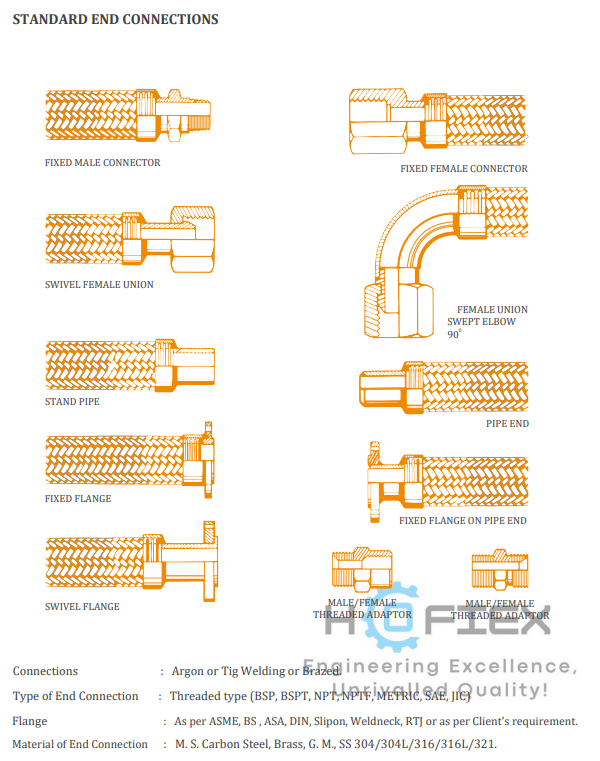 STANDARD END CONNECTIONS
FIXED MALE CONNECTOR
FIXED FEMALE CONNECTOR
SWIVEL FEMALE UNION
FEMALE UNION
SWEPT ELBOW
90°
STAND PIPE
PIPE END
FIXED FLANGE
FIXED FLANGE ON PIPE END
SWIVEL FLANGE
MALE/FEMALE
THREADED ADAPTOR
MALE/FEMALE
THREADED ADAPTOR
HOFIEX
Engineering Excellence,
Unrivalled Quality!
Connections : Argon or Tig Welding or Brazed.
Type of End Connection : Threaded type (BSP, BSPT, NPT, NPTF, METRIC, SAE, JIC)
Flange : As per ASME, BS , ASA, DIN, Slipon, Weldneck, RTJ or as per Client's requirement.
Material of End Connection : M. S. Carbon Steel, Brass, G. M., SS 304/304L/316/316L/321.